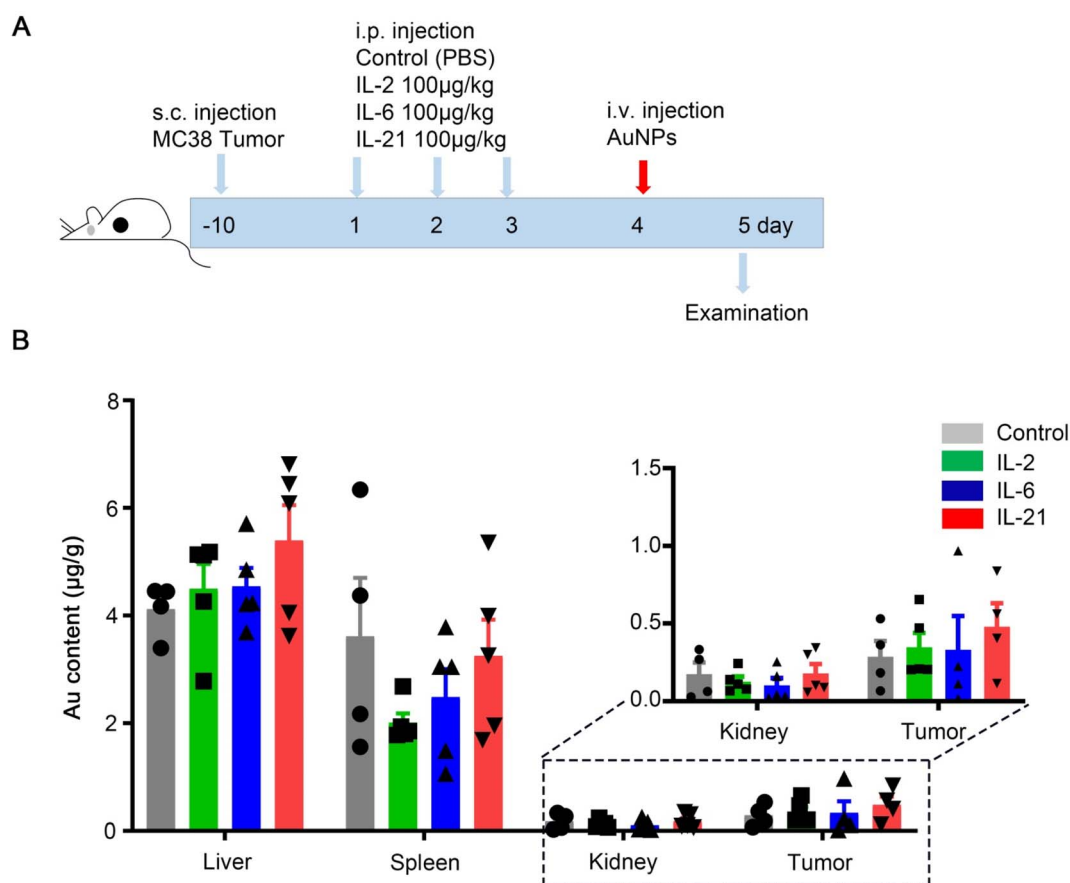 A
s.c. injection
MC38 Tumor
i.p. injection
Control (PBS)
IL-2 100µg/kg
IL-6 100µg/kg
IL-21 100µg/kg
i.v. injection
AuNPs
-10 1 2 3 4 5 day
Examination
B
Au content (µg/g)
8
6
4
2
0
Liver Spleen Kidney Tumor
1.5
1.0
0.5
0.0
Kidney Tumor
Control
IL-2
IL-6
IL-21